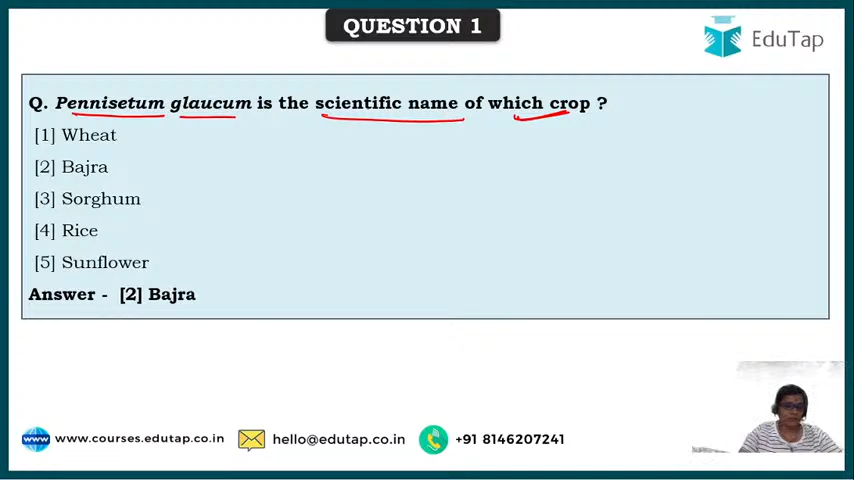 QUESTION 1
EduTap
Q. Pennisetum glaucum is the scientific name of which crop ?
[1] Wheat
[2] Bajra
[3] Sorghum
[4] Rice
[5] Sunflower
Answer - [2] Bajra
www www.courses.edutap.co.in hello@edutap.co.in +91 8146207241